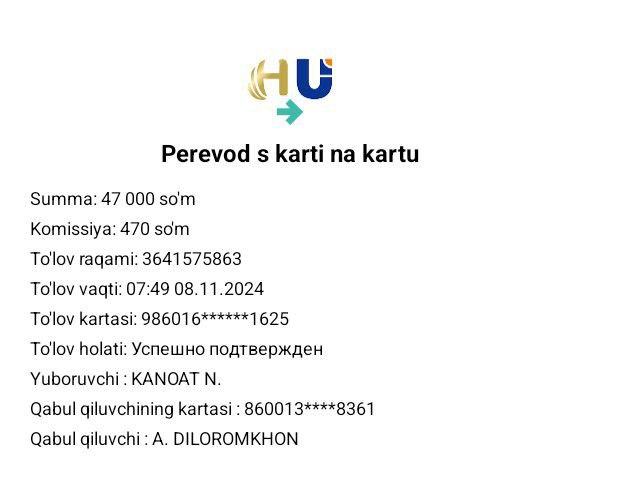 HU
Perevod s karti na kartu
Summa: 47 000 so'm
Komissiya: 470 so'm
To'lov raqami: 3641575863
To'lov vaqti: 07:49 08.11.2024
To'lov kartasi: 986016******1625
To'lov holati: Успешно подтвержден
Yuboruvchi : KANOAT N.
Qabul qiluvchining kartasi : 860013****8361
Qabul qiluvchi : A. DILOROMKHON